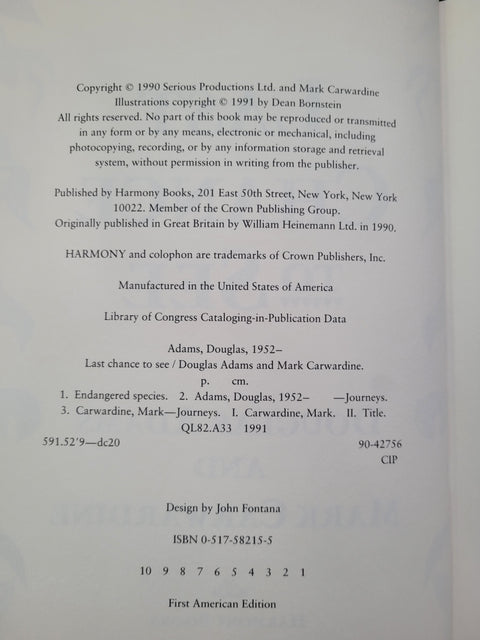 Copyright © 1990 Serious Productions Ltd. and Mark Carwardine
Illustrations copyright © 1991 by Dean Bornstein
All rights reserved. No part of this book may be reproduced or transmitted
in any form or by any means, electronic or mechanical, including
photocopying, recording, or by any information storage and retrieval
system, without permission in writing from the publisher.
Published by Harmony Books, 201 East 50th Street, New York, New York
10022. Member of the Crown Publishing Group.
Originally published in Great Britain by William Heinemann Ltd. in 1990.
HARMONY and colophon are trademarks of Crown Publishers, Inc.
Manufactured in the United States of America
Library of Congress Cataloging-in-Publication Data
Adams, Douglas, 1952–
Last chance to see / Douglas Adams and Mark Carwardine.
p. cm.
1. Endangered species. 2. Adams, Douglas, 1952– —Journeys.
3. Carwardine, Mark—Journeys. I. Carwardine, Mark. II. Title.
QL82.A33 1991
591.52'9—dc20 90-42756
CIP
Design by John Fontana
ISBN 0-517-58215-5
10 9 8 7 6 5 4 3 2 1
First American Edition